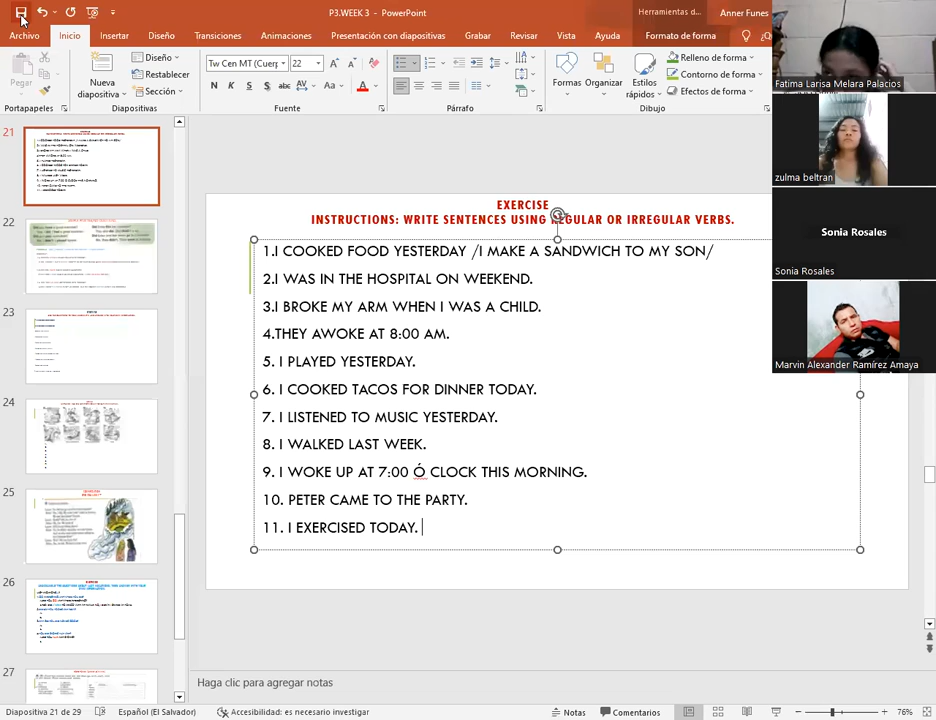 P3.WEEK 3 - PowerPoint
Herramientas d...
Anner Funes
Archivo
Inicio
Insertar
Diseño
Transiciones
Animaciones
Presentación con diapositivas
Grabar
Revisar
Vista
Ayuda
Formato de forma
Pegar
Nueva diapositiva
Diseño
Restablecer
Sección
Tw Cen MT (Cuerp
22
N K S S abc AV Aa A
Formas
Organizar
Estilos rápidos
Relleno de forma
Contorno de forma
Efectos de forma
Portapapeles
Diapositivas
Fuente
Párrafo
Dibujo
Fatima Larisa Melara Palacios
zulma beltran
Sonia Rosales
Sonia Rosales
Marvin Alexander Ramírez Amaya
21
22
23
24
25
26
27
EXERCISE
INSTRUCTIONS: WRITE SENTENCES USING REGULAR OR IRREGULAR VERBS.
1.I COOKED FOOD YESTERDAY /I MAKE A SANDWICH TO MY SON/
2.I WAS IN THE HOSPITAL ON WEEKEND.
3.I BROKE MY ARM WHEN I WAS A CHILD.
4.THEY AWOKE AT 8:00 AM.
5. I PLAYED YESTERDAY.
6. I COOKED TACOS FOR DINNER TODAY.
7. I LISTENED TO MUSIC YESTERDAY.
8. I WALKED LAST WEEK.
9. I WOKE UP AT 7:00 Ó CLOCK THIS MORNING.
10. PETER CAME TO THE PARTY.
11. I EXERCISED TODAY.
Haga clic para agregar notas
Diapositiva 21 de 29
Español (El Salvador)
Accesibilidad: es necesario investigar
Notas
Comentarios
76%